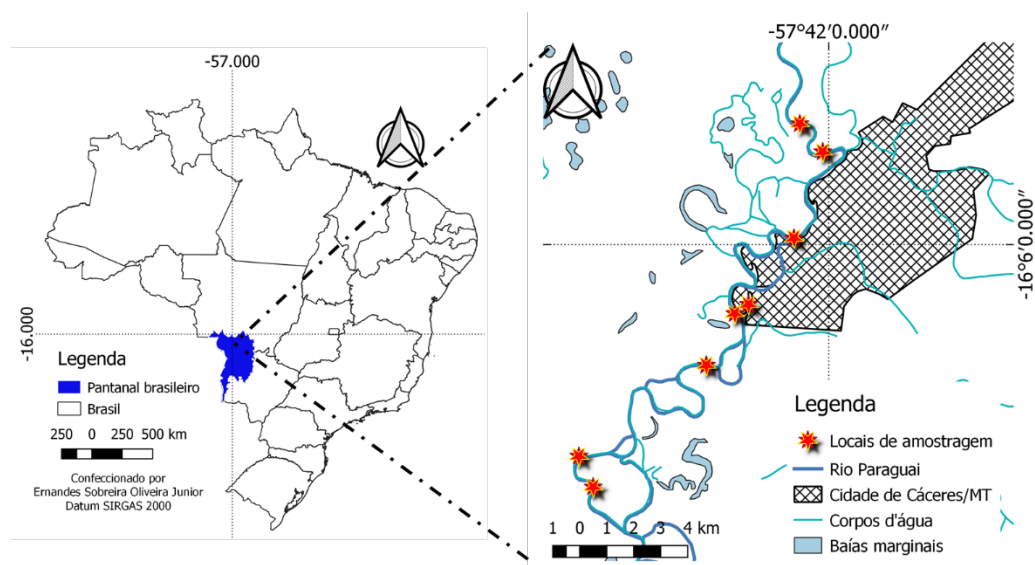 -57.000
-16.000
Legenda
Pantanal brasileiro
Brasil
250 0 250 500 km
Confeccionado por
Ernandes Sobreira Oliveira Junior
Datum SIRGAS 2000
-57°42′0.000″
-16°6′0.000″
Legenda
Locais de amostragem
Rio Paraguai
Cidade de Cáceres/MT
Corpos d'água
Baías marginais
1 0 1 2 3 4 km